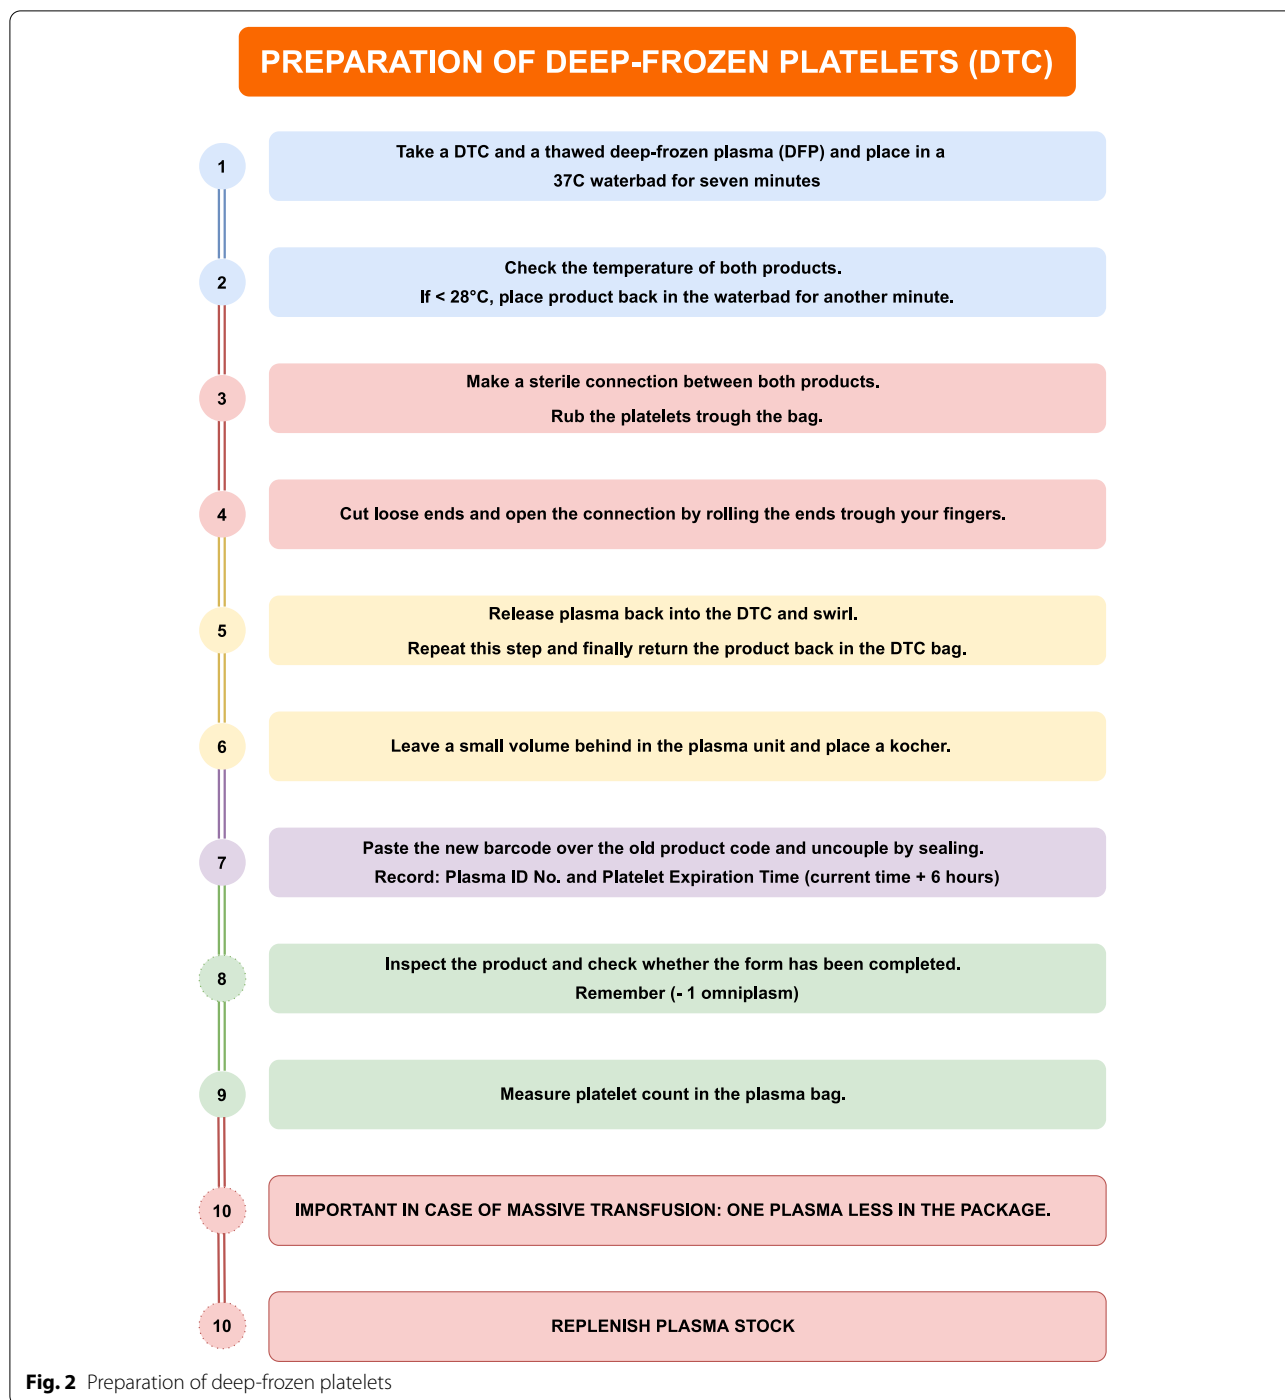 PREPARATION OF DEEP-FROZEN PLATELETS (DTC)
1
Take a DTC and a thawed deep-frozen plasma (DFP) and place in a
37C waterbad for seven minutes
2
Check the temperature of both products.
If < 28°C, place product back in the waterbad for another minute.
3
Make a sterile connection between both products.
Rub the platelets trough the bag.
4
Cut loose ends and open the connection by rolling the ends trough your fingers.
5
Release plasma back into the DTC and swirl.
Repeat this step and finally return the product back in the DTC bag.
6
Leave a small volume behind in the plasma unit and place a kocher.
7
Paste the new barcode over the old product code and uncouple by sealing.
Record: Plasma ID No. and Platelet Expiration Time (current time + 6 hours)
8
Inspect the product and check whether the form has been completed.
Remember (- 1 omniplasm)
9
Measure platelet count in the plasma bag.
10
IMPORTANT IN CASE OF MASSIVE TRANSFUSION: ONE PLASMA LESS IN THE PACKAGE.
10
REPLENISH PLASMA STOCK
Fig. 2 Preparation of deep-frozen platelets